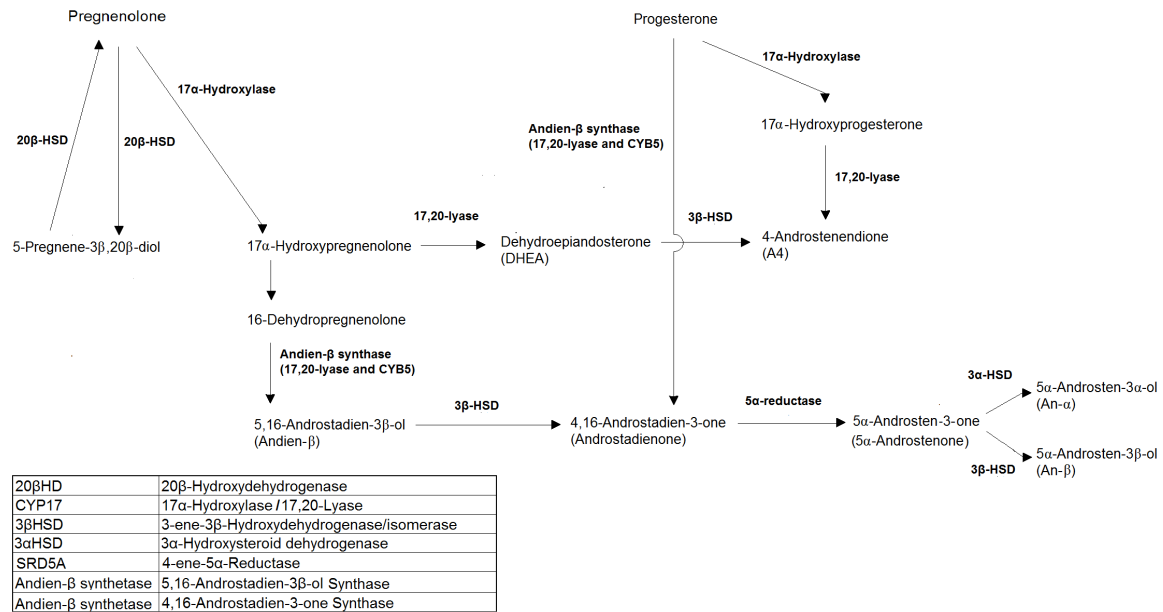 Pregnenolone
Progesterone
17α-Hydroxylase
17α-Hydroxylase
20β-HSD
20β-HSD
Andien-β synthase
(17,20-lyase and CYB5)
17α-Hydroxyprogesterone
17,20-lyase
17,20-lyase
3β-HSD
5-Pregnene-3β,20β-diol
17α-Hydroxypregnenolone
Dehydroepiandosterone
(DHEA)
4-Androstenendione
(A4)
16-Dehydropregnenolone
Andien-β synthase
(17,20-lyase and CYB5)
3β-HSD
5α-reductase
3α-HSD
5α-Androsten-3α-ol
(An-α)
5,16-Androstadien-3β-ol
(Andien-β)
4,16-Androstadien-3-one
(Androstadienone)
5α-Androsten-3-one
(5α-Androstenone)
3β-HSD
5α-Androsten-3β-ol
(An-β)
20βHD 20β-Hydroxydehydrogenase
CYP17 17α-Hydroxylase/17,20-Lyase
3βHSD 3-ene-3β-Hydroxydehydrogenase/isomerase
3αHSD 3α-Hydroxysteroid dehydrogenase
SRD5A 4-ene-5α-Reductase
Andien-β synthetase 5,16-Androstadien-3β-ol Synthase
Andien-β synthetase 4,16-Androstadien-3-one Synthase